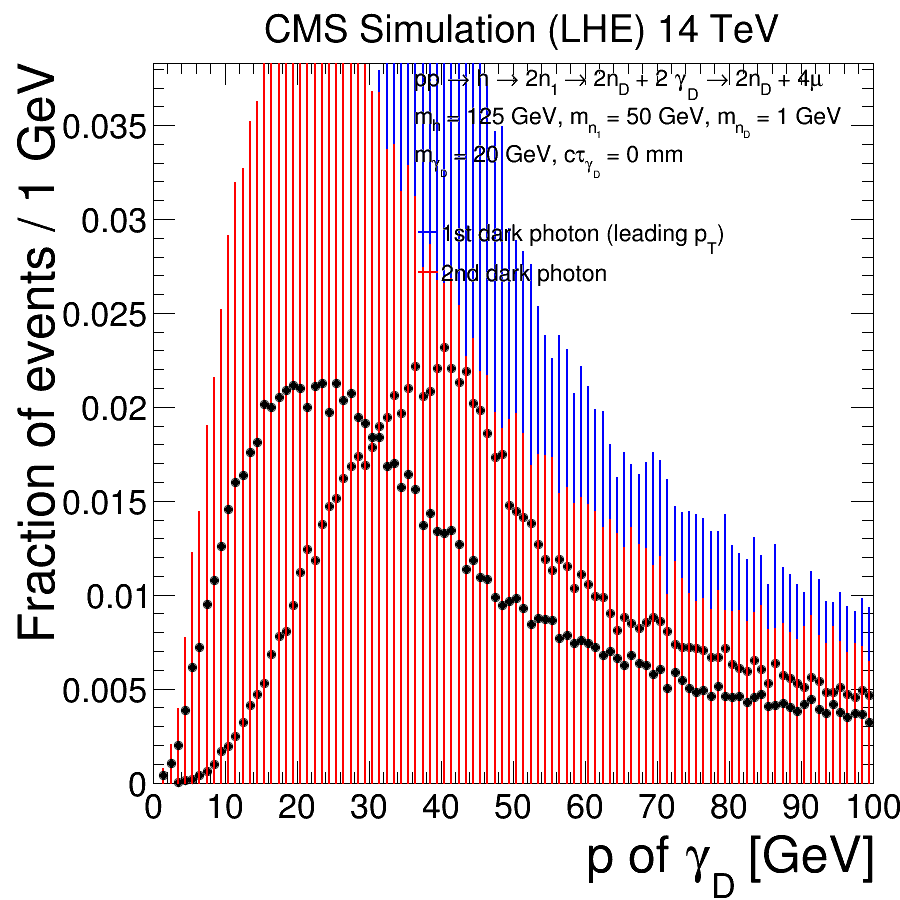 CMS Simulation (LHE) 14 TeV
pp → h → 2n1 → 2nD + 2 γD → 2nD + 4μ
mh = 125 GeV, mn1 = 50 GeV, mnD = 1 GeV
mγD = 20 GeV, cτγD = 0 mm
1st dark photon (leading pT)
2nd dark photon
Fraction of events / 1 GeV
0.035
0.03
0.025
0.02
0.015
0.01
0.005
0
0 10 20 30 40 50 60 70 80 90 100
p of γD [GeV]